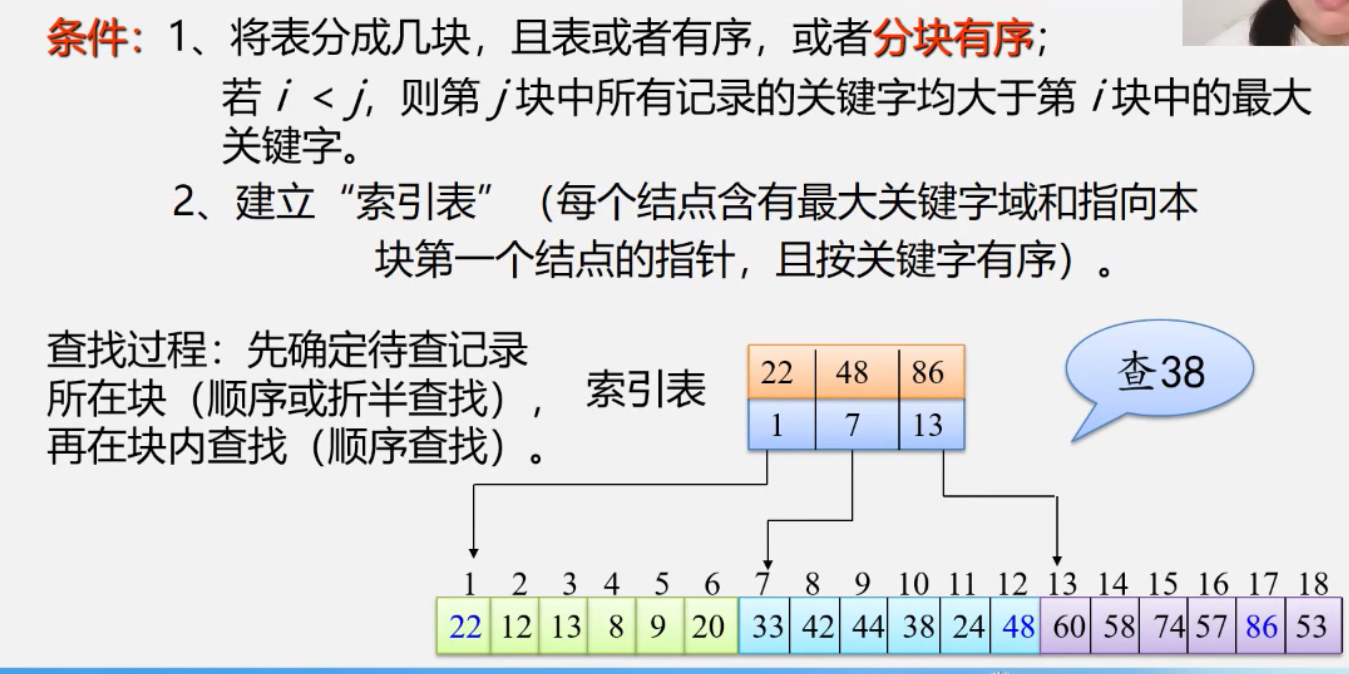 条件：1、将表分成几块，且表或者有序，或者分块有序；
若 i < j，则第 j 块中所有记录的关键字均大于第 i 块中的最大
关键字。
2、建立“索引表”（每个结点含有最大关键字域和指向本
块第一个结点的指针，且按关键字有序）。
查找过程：先确定待查记录
所在块（顺序或折半查找），
再在块内查找（顺序查找）。
索引表
22 48 86
1 7 13
查38
1 2 3 4 5 6 7 8 9 10 11 12 13 14 15 16 17 18
22 12 13 8 9 20 33 42 44 38 24 48 60 58 74 57 86 53